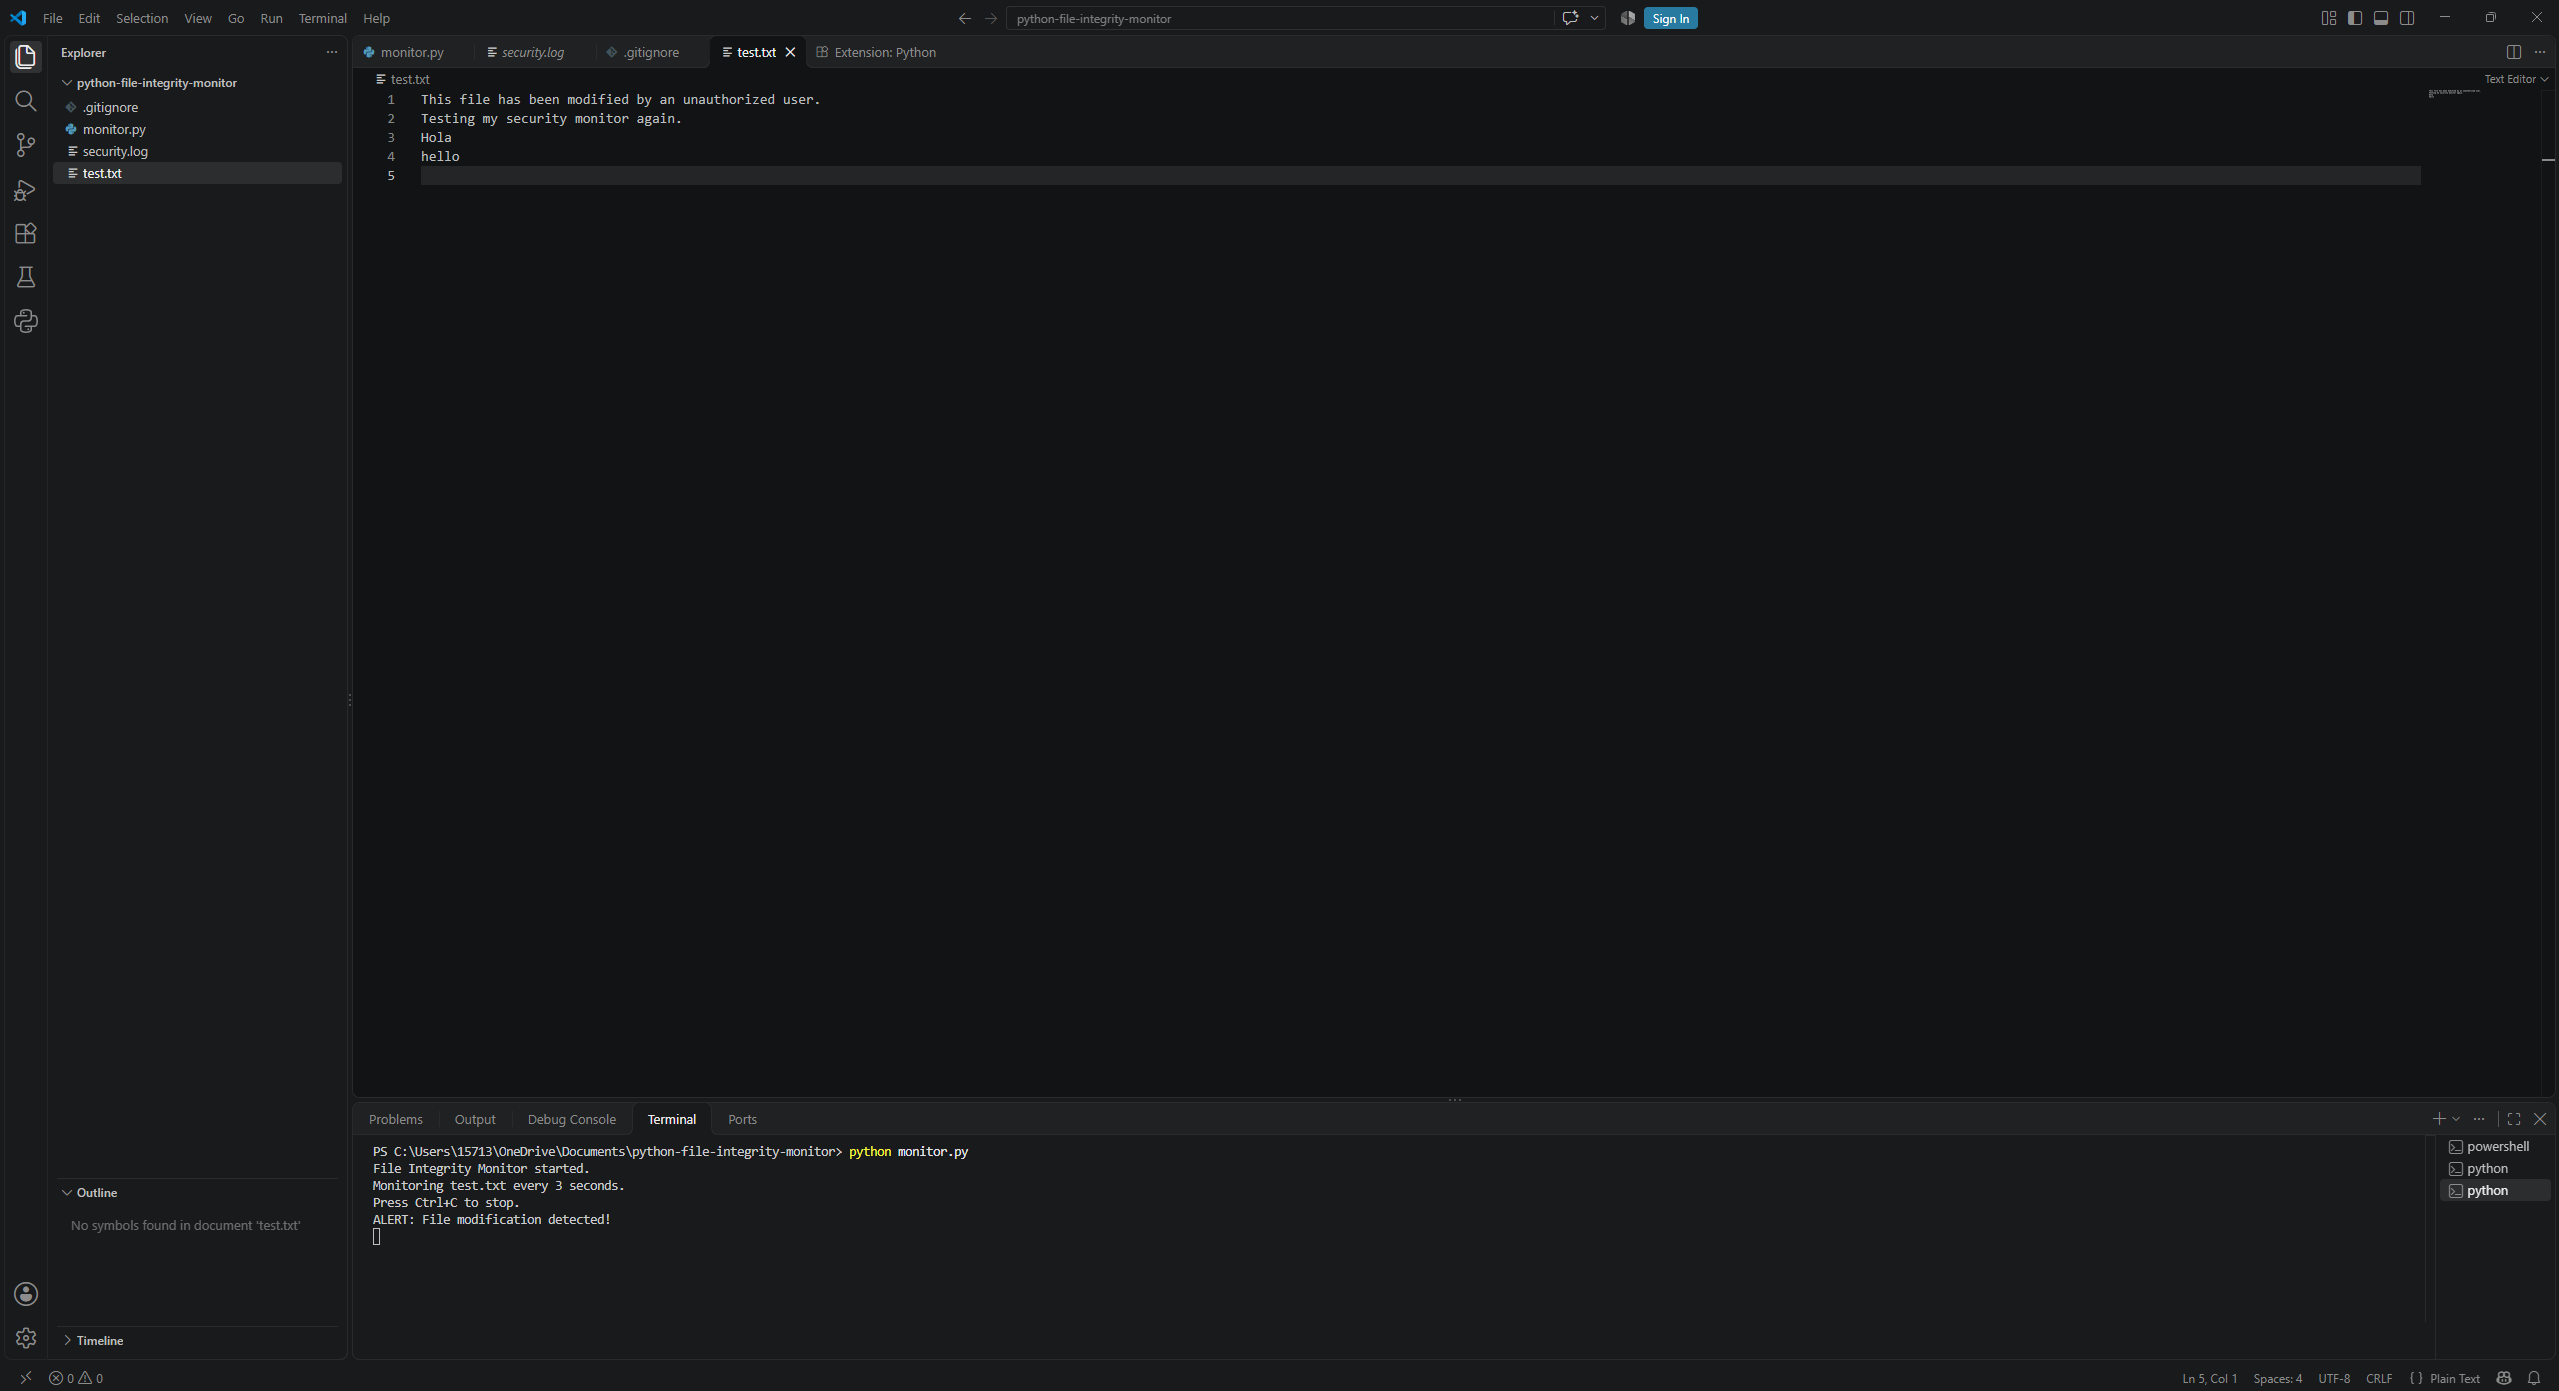 File Edit Selection View Go Run Terminal Help
python-file-integrity-monitor
Sign In
Explorer
python-file-integrity-monitor
.gitignore
monitor.py
security.log
test.txt
monitor.py
security.log
.gitignore
test.txt
Extension: Python
test.txt
Text Editor
1 This file has been modified by an unauthorized user.
2 Testing my security monitor again.
3 Hola
4 hello
5
Problems Output Debug Console Terminal Ports
PS C:\Users\15713\OneDrive\Documents\python-file-integrity-monitor> python monitor.py
File Integrity Monitor started.
Monitoring test.txt every 3 seconds.
Press Ctrl+C to stop.
ALERT: File modification detected!
powershell
python
python
Outline
No symbols found in document 'test.txt'
Timeline
0 0
Ln 5, Col 1 Spaces: 4 UTF-8 CRLF {} Plain Text